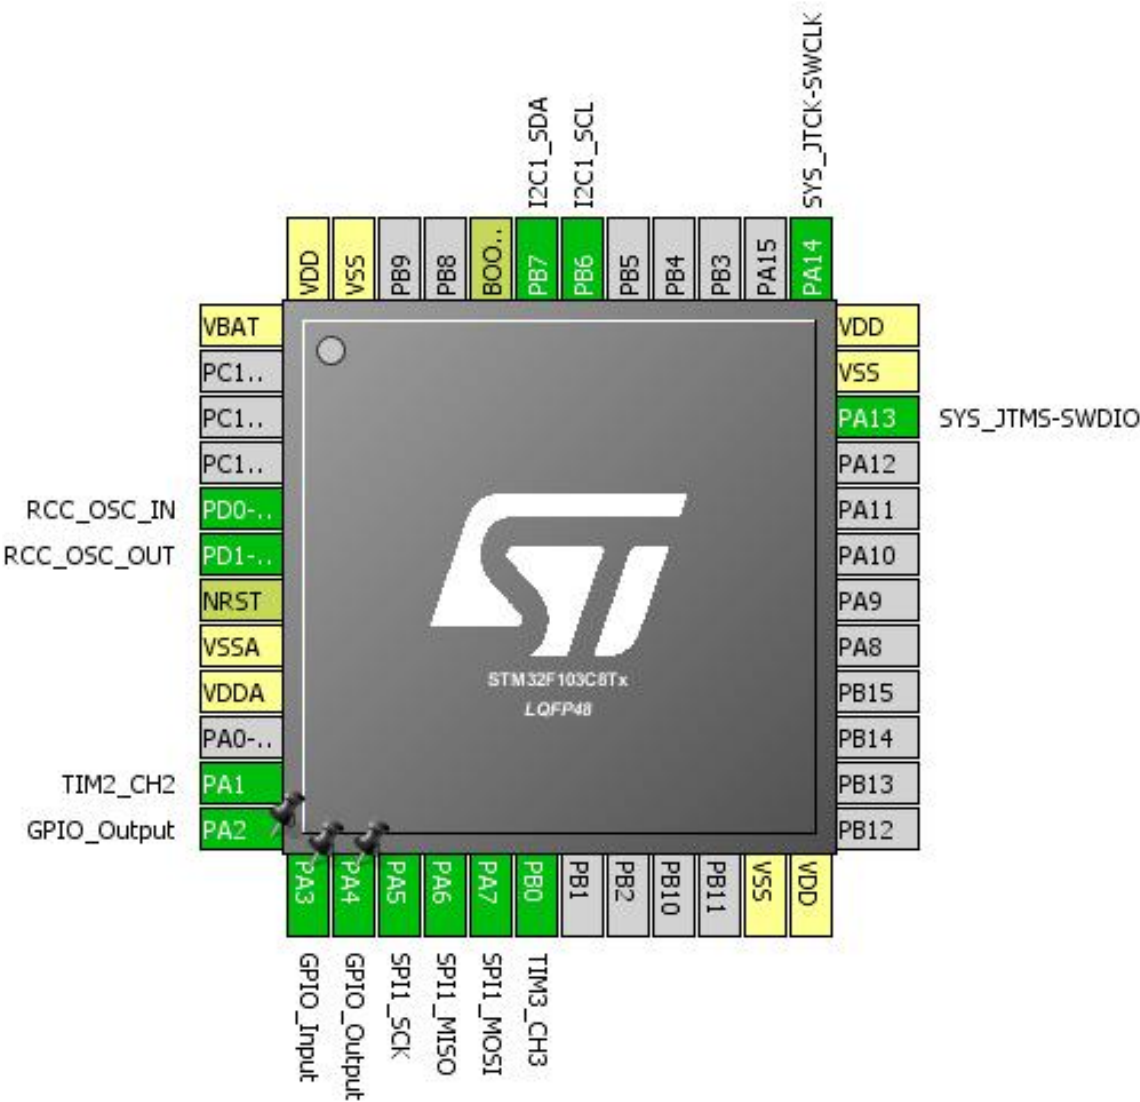 SYS_JTCK-SWCLK
I2C1_SDA
I2C1_SCL
VDD
VSS
PB9
PB8
BOO..
PB7
PB6
PB5
PB4
PB3
PA15
PA14
VBAT
PC1..
PC1..
PC1..
RCC_OSC_IN PD0-..
RCC_OSC_OUT PD1-..
NRST
VSSA
VDDA
PA0-..
TIM2_CH2 PA1
GPIO_Output PA2
VDD
VSS
PA13 SYS_JTMS-SWDIO
PA12
PA11
PA10
PA9
PA8
PB15
PB14
PB13
PB12
ST
STM32F103C8Tx
LQFP48
PA3
PA4
PA5
PA6
PA7
PB0
PB1
PB2
PB10
PB11
VSS
VDD
GPIO_Input
GPIO_Output
SPI1_SCK
SPI1_MISO
SPI1_MOSI
TIM3_CH3